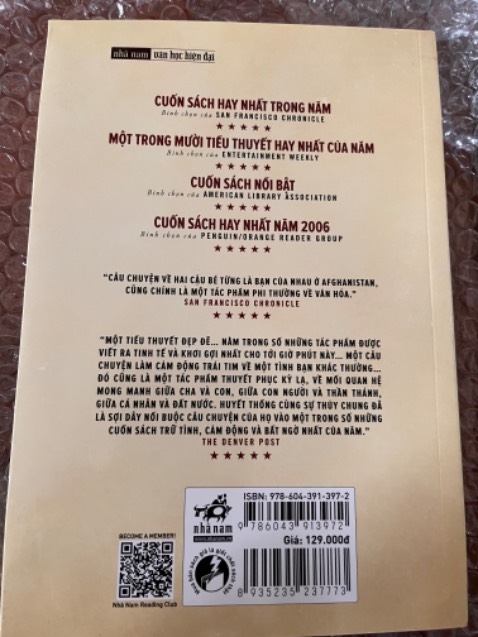 nhã nam văn học hiện đại
CUỐN SÁCH HAY NHẤT TRONG NĂM
Bình chọn của SAN FRANCISCO CHRONICLE
★ ★ ★ ★ ★
MỘT TRONG MƯỜI TIỂU THUYẾT HAY NHẤT CỦA NĂM
Bình chọn của ENTERTAINMENT WEEKLY
★ ★ ★ ★ ★
CUỐN SÁCH NỔI BẬT
Bình chọn của AMERICAN LIBRARY ASSOCIATION
★ ★ ★ ★ ★
CUỐN SÁCH HAY NHẤT NĂM 2006
Bình chọn của PENGUIN/ORANGE READER GROUP
★ ★ ★ ★ ★
"CÂU CHUYỆN VỀ HAI CẬU BÉ TỪNG LÀ BẠN CỦA NHAU Ở AFGHANISTAN,
CŨNG CHÍNH LÀ MỘT TÁC PHẨM PHI THƯỜNG VỀ VĂN HÓA."
SAN FRANCISCO CHRONICLE
★ ★ ★ ★ ★
"MỘT TIỂU THUYẾT ĐẸP ĐẼ... NẰM TRONG SỐ NHỮNG TÁC PHẨM ĐƯỢC
VIẾT RA TINH TẾ VÀ KHƠI GỢI NHẤT CHO TỚI GIỜ PHÚT NÀY... MỘT CÂU
CHUYỆN LÀM CẢM ĐỘNG TRÁI TIM VỀ MỘT TÌNH BẠN KHÁC THƯỜNG...
ĐÓ CŨNG LÀ MỘT TÁC PHẨM THUYẾT PHỤC KỲ LẠ, VỀ MỐI QUAN HỆ
MONG MANH GIỮA CHA VÀ CON, GIỮA CON NGƯỜI VÀ THẦN THÁNH,
GIỮA CÁ NHÂN VÀ ĐẤT NƯỚC. HUYẾT THỐNG CÙNG SỰ THỦY CHUNG ĐÃ
LÀ SỢI DÂY NỐI BUỘC CÂU CHUYỆN CỦA HỌ VÀO MỘT TRONG SỐ NHỮNG
CUỐN SÁCH TRỮ TÌNH, CẢM ĐỘNG VÀ BẤT NGỜ NHẤT CỦA NĂM."
THE DENVER POST
★ ★ ★ ★ ★
BECOME A MEMBER!
Nhã Nam Reading Club
nhã nam
www.nhanam.vn
mua bán sách giả là giết chết sách thật
ISBN: 978-604-391-397-2
9 786043 913972
Giá: 129.000đ
8 935235 237773